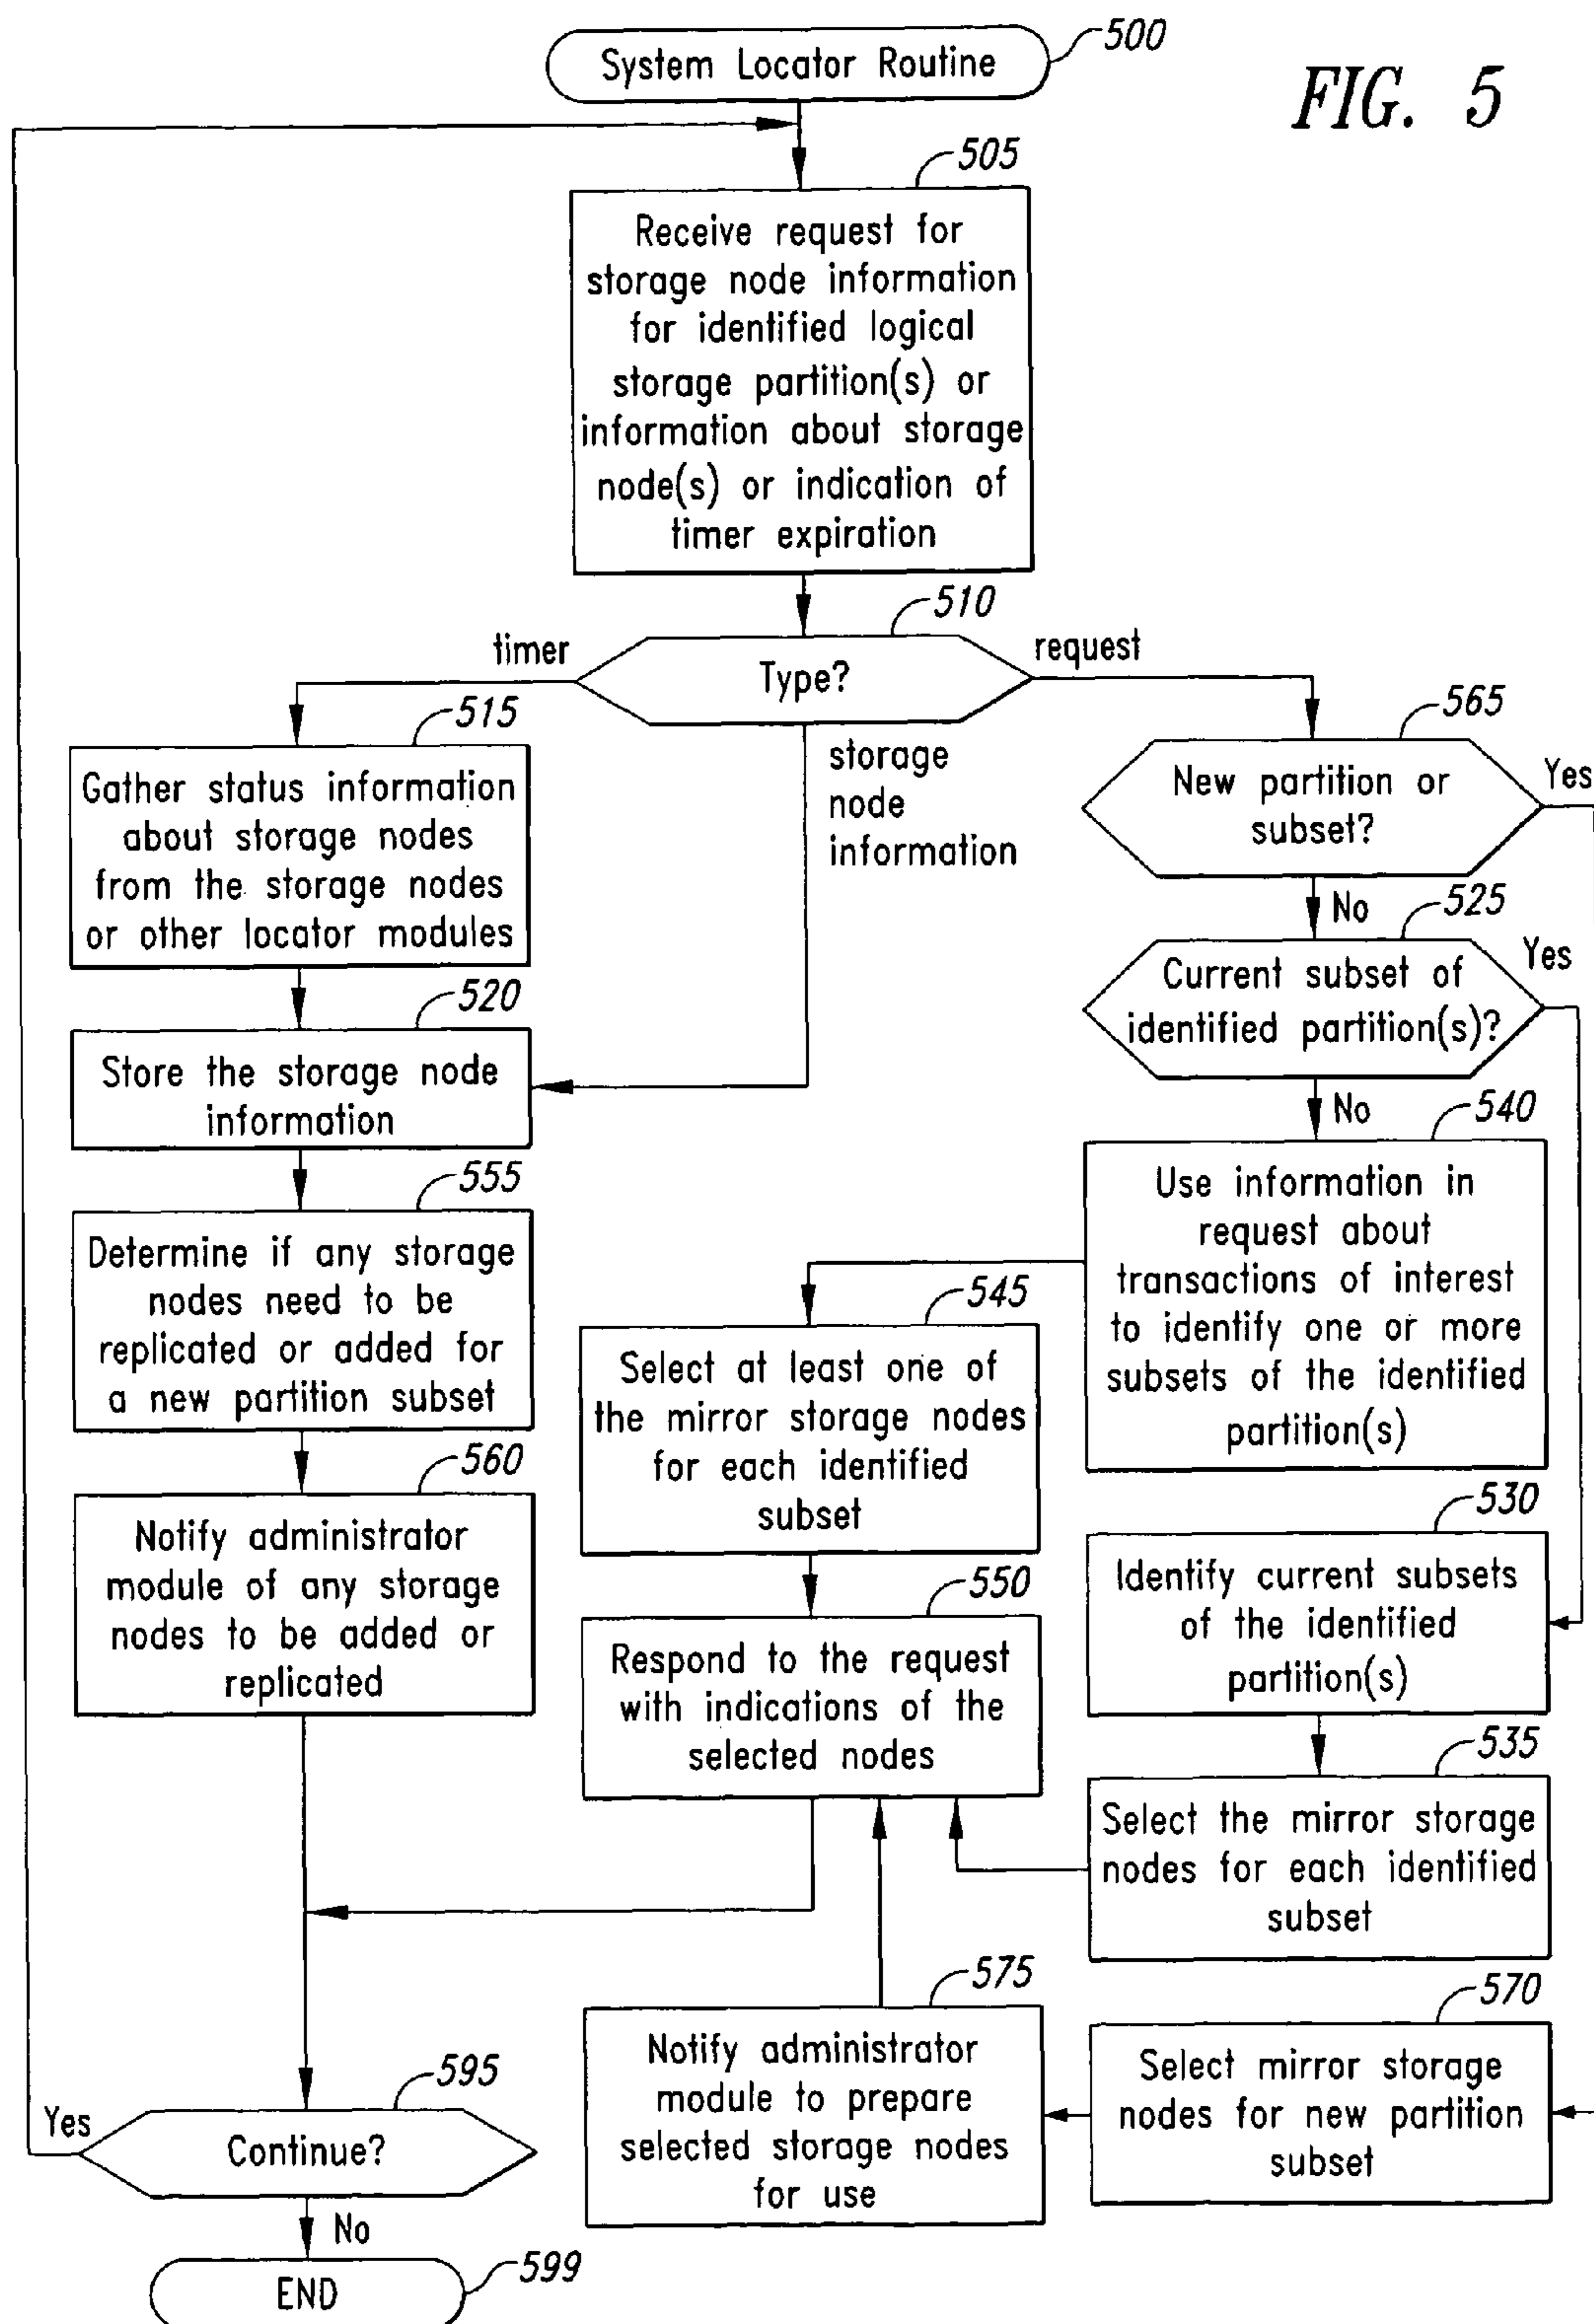 System Locator Routine
500
FIG. 5
505
Receive request for
storage node information
for identified logical
storage partition(s) or
information about storage
node(s) or indication of
timer expiration
510
timer
Type?
request
515
Gather status information
about storage nodes
from the storage nodes
or other locator modules
storage
node
information
565
New partition or
subset?
Yes
No
525
Current subset of
identified partition(s)?
Yes
No
520
Store the storage node
information
540
Use information in
request about
transactions of interest
to identify one or more
subsets of the identified
partition(s)
555
Determine if any storage
nodes need to be
replicated or added for
a new partition subset
545
Select at least one of
the mirror storage nodes
for each identified
subset
560
Notify administrator
module of any storage
nodes to be added or
replicated
530
Identify current subsets
of the identified
partition(s)
550
Respond to the request
with indications of the
selected nodes
535
Select the mirror storage
nodes for each identified
subset
575
Notify administrator
module to prepare
selected storage nodes
for use
570
Select mirror storage
nodes for new partition
subset
595
Yes
Continue?
No
599
END